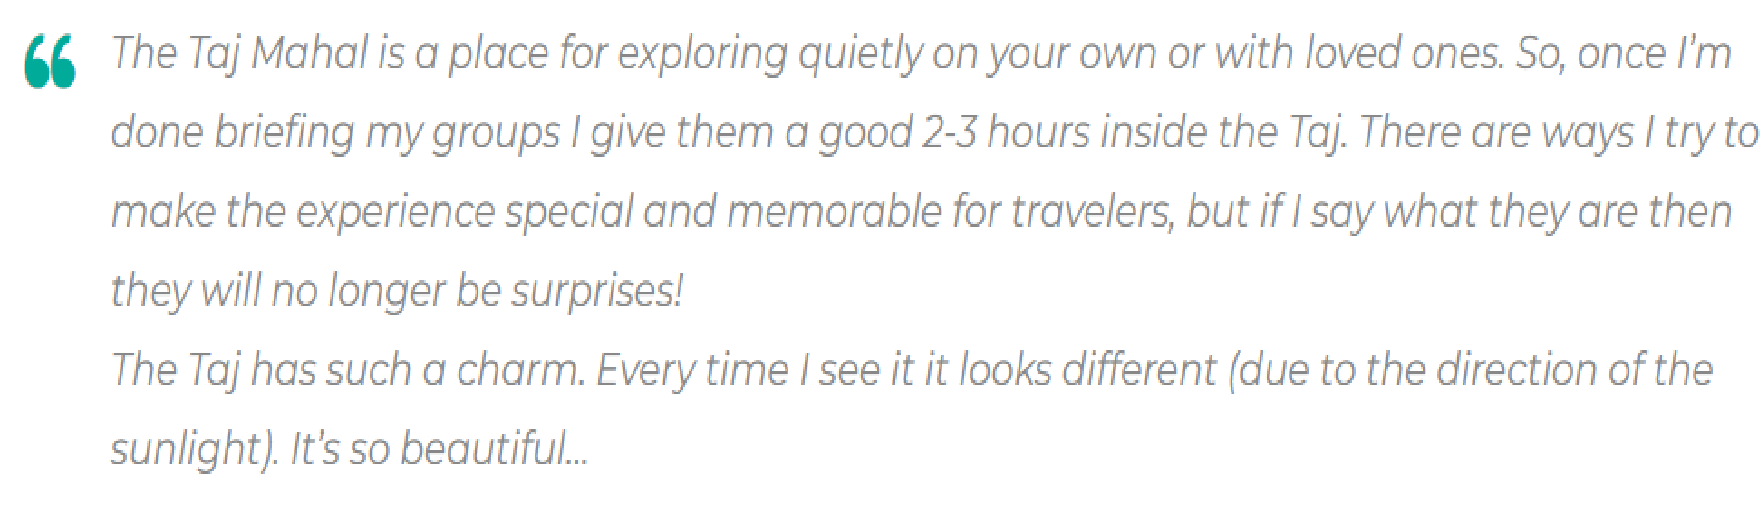 “ The Taj Mahal is a place for exploring quietly on your own or with loved ones. So, once I’m
done briefing my groups I give them a good 2-3 hours inside the Taj. There are ways I try to
make the experience special and memorable for travelers, but if I say what they are then
they will no longer be surprises!
The Taj has such a charm. Every time I see it it looks different (due to the direction of the
sunlight). It’s so beautiful...